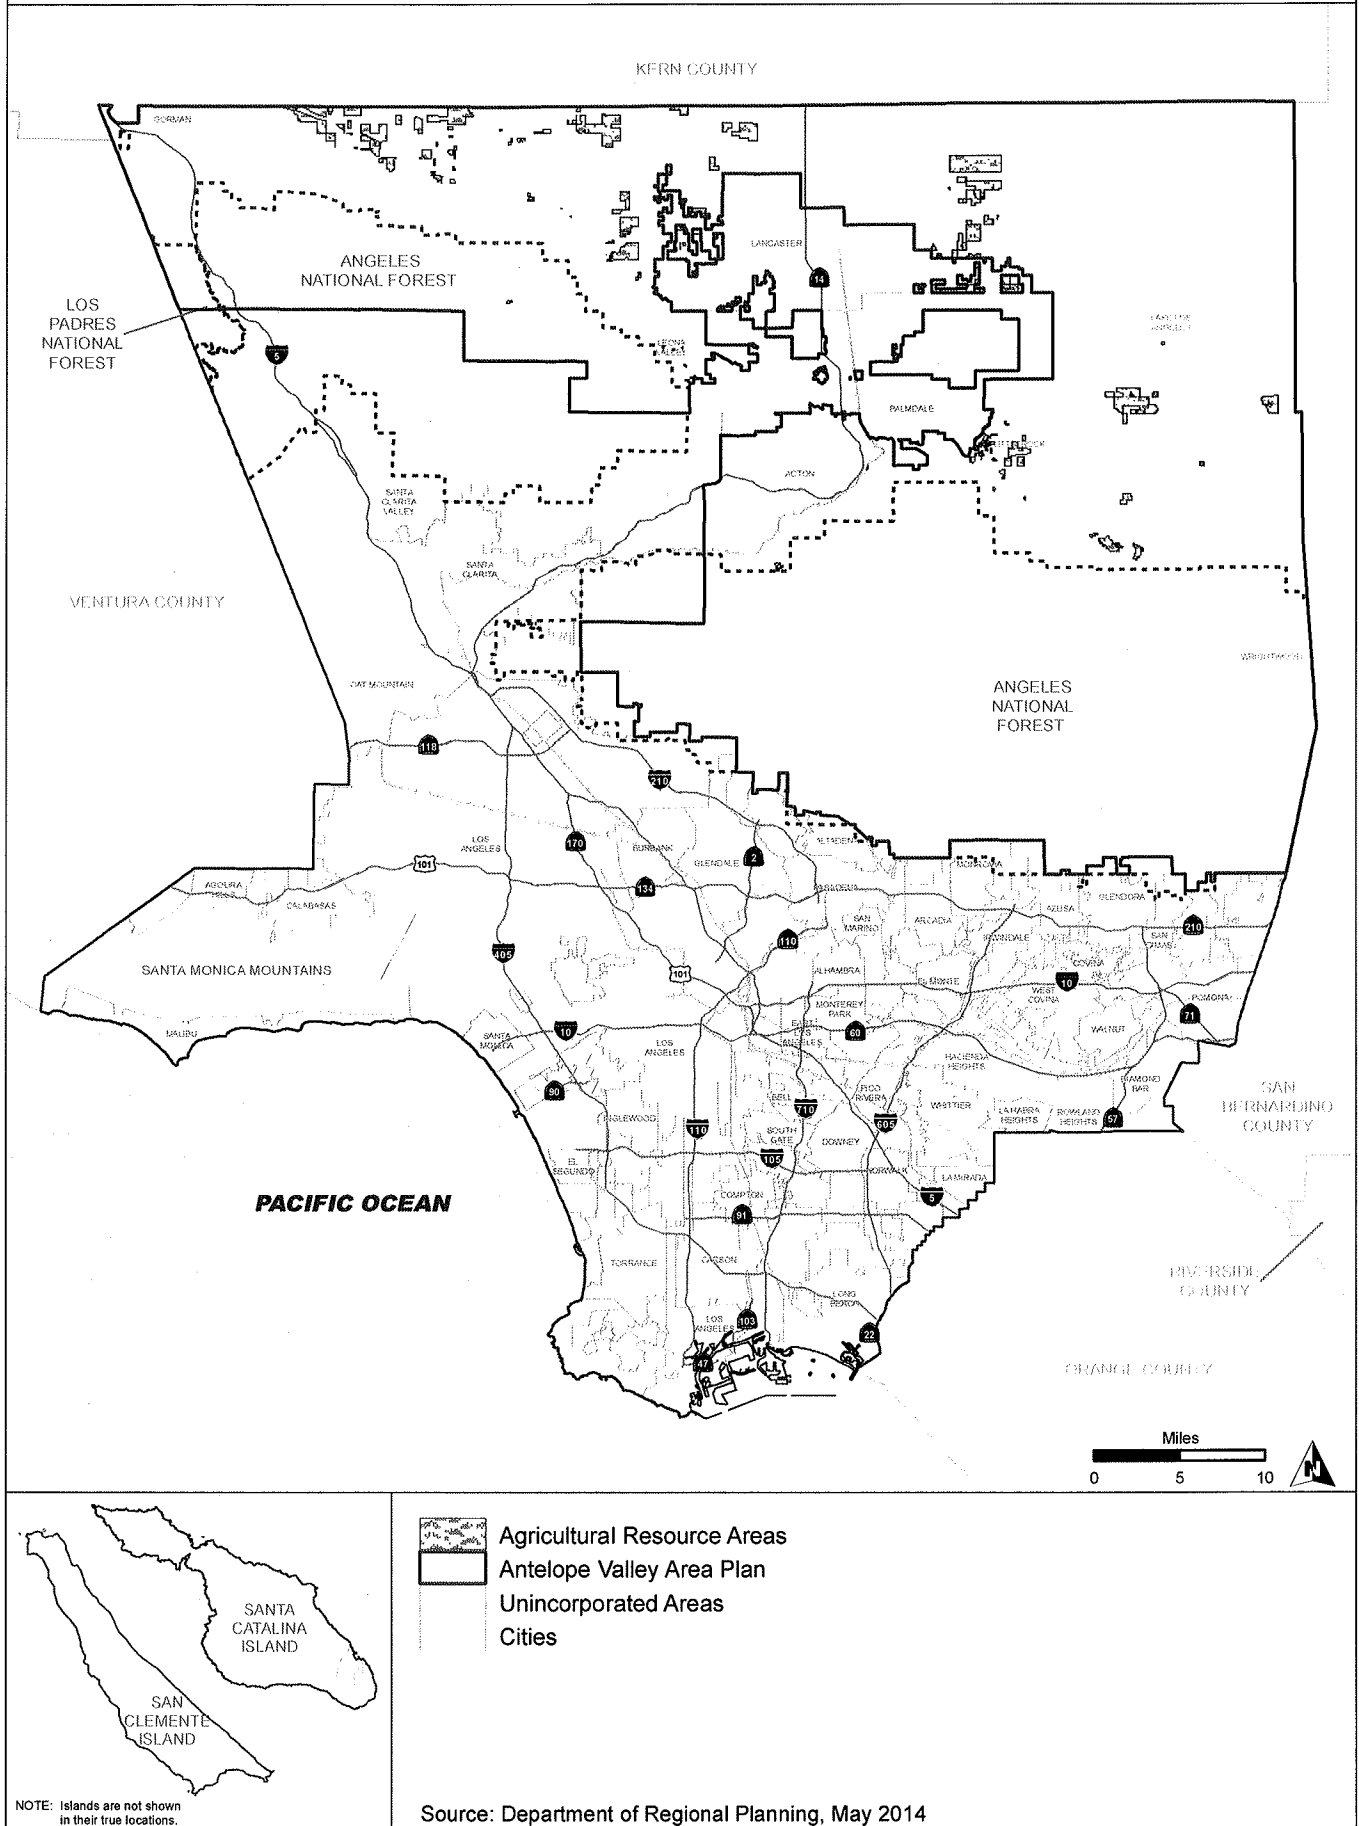 KERN COUNTY
GORMAN
ANGELES
NATIONAL FOREST
LANCASTER
14
LOS
PADRES
NATIONAL
FOREST
5
LEONA
VALLEY
PALMDALE
ACTON
SANTA
CLARITA
VALLEY
SANTA
CLARITA
VENTURA COUNTY
WRIGHTWOOD
OAT MOUNTAIN
ANGELES
NATIONAL
FOREST
118
210
LOS
ANGELES
170
BURBANK
GLENDALE
2
101
134
ALTADENA
MONROVIA
PASADENA
AGOURA
HILLS
CALABASAS
AZUSA
GLENDORA
SAN
MARINO
ARCADIA
210
110
IRWINDALE
SAN
DIMAS
405
SANTA MONICA MOUNTAINS
101
ALHAMBRA
EL MONTE
COVINA
10
WEST
COVINA
POMONA
MONTEREY
PARK
71
MALIBU
SANTA
MONICA
10
LOS
ANGELES
EAST
LOS
ANGELES
60
WALNUT
HACIENDA
HEIGHTS
DIAMOND
BAR
90
BELL
710
PICO
RIVERA
WHITTIER
LA HABRA
HEIGHTS
ROWLAND
HEIGHTS
57
SAN
BERNARDINO
COUNTY
INGLEWOOD
110
605
SOUTH
GATE
DOWNEY
EL
SEGUNDO
105
NORWALK
LA MIRADA
5
COMPTON
91
PACIFIC OCEAN
TORRANCE
CARSON
RIVERSIDE
COUNTY
LONG
BEACH
LOS
ANGELES
103
22
47
ORANGE COUNTY
Miles
0 5 10
N
SANTA
CATALINA
ISLAND
SAN
CLEMENTE
ISLAND
NOTE: Islands are not shown
in their true locations.
Agricultural Resource Areas
Antelope Valley Area Plan
Unincorporated Areas
Cities
Source: Department of Regional Planning, May 2014